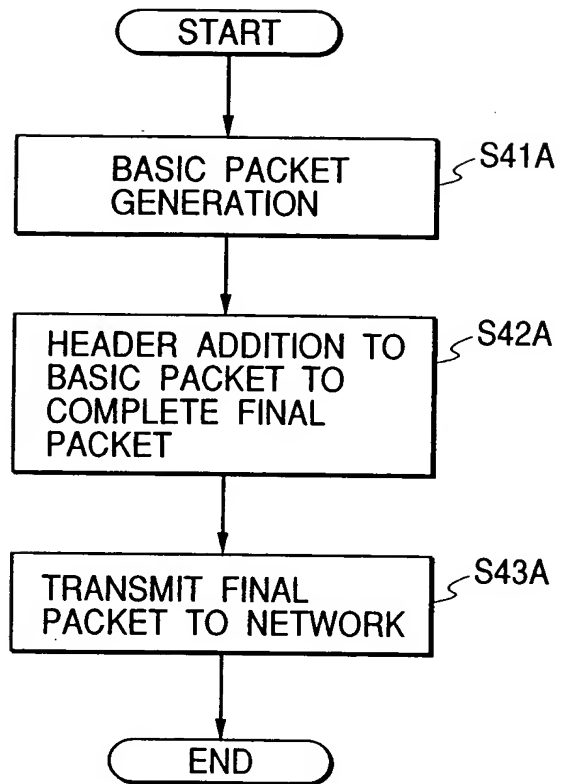 START
BASIC PACKET
GENERATION
S41A
HEADER ADDITION TO
BASIC PACKET TO
COMPLETE FINAL
PACKET
S42A
TRANSMIT FINAL
PACKET TO NETWORK
S43A
END